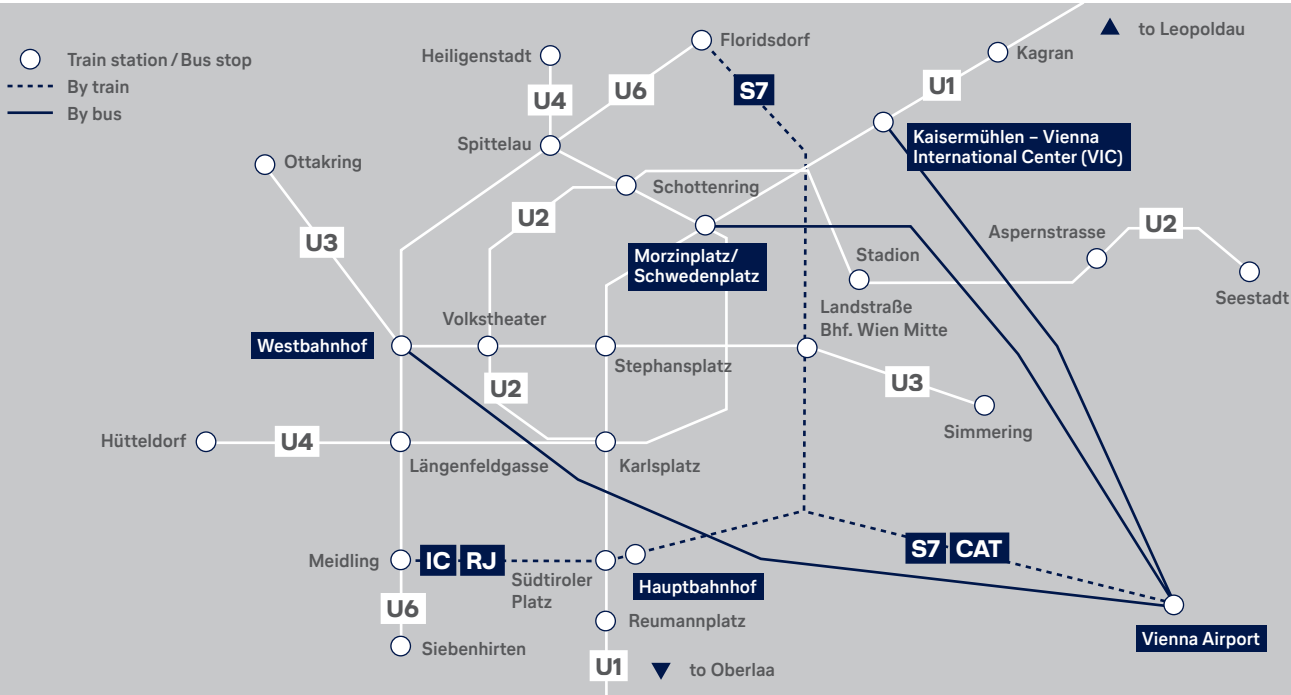 Train station / Bus stop
By train
By bus
to Leopoldau
Kagran
U1
Floridsdorf
S7
Heiligenstadt
U4
U6
Spittelau
Kaisermühlen – Vienna
International Center (VIC)
Ottakring
Schottenring
U2
U3
Morzinplatz/
Schwedenplatz
Stadion
Aspernstrasse
U2
Seestadt
Landstraße
Bhf. Wien Mitte
Volkstheater
Westbahnhof
Stephansplatz
U2
U3
Simmering
Hütteldorf
U4
Längenfeldgasse
Karlsplatz
Meidling
IC
RJ
Südtiroler
Platz
Hauptbahnhof
S7
CAT
U6
Siebenhirten
Reumannplatz
U1
to Oberlaa
Vienna Airport